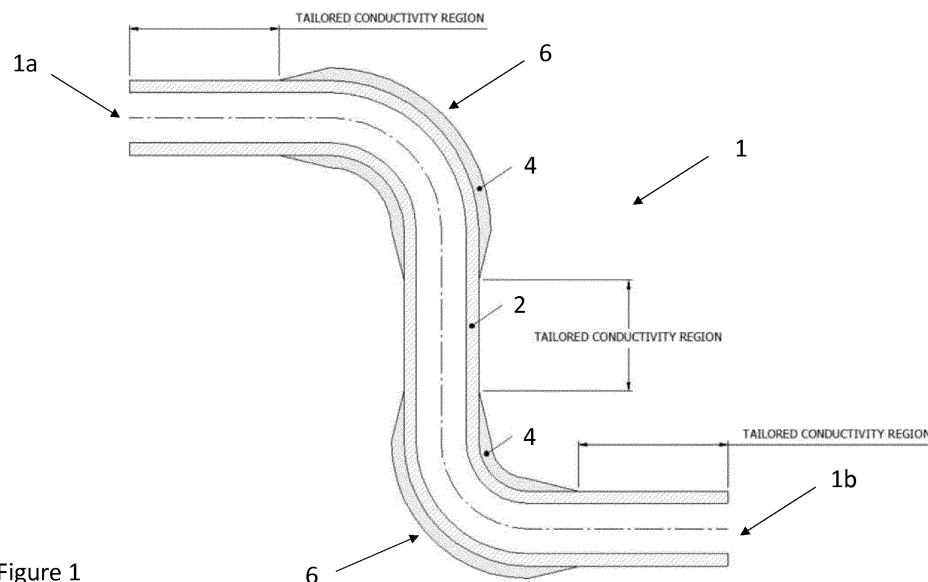 TAILORED CONDUCTIVITY REGION
1a
6
1
4
2
TAILORED CONDUCTIVITY REGION
TAILORED CONDUCTIVITY REGION
4
1b
Figure 1
6